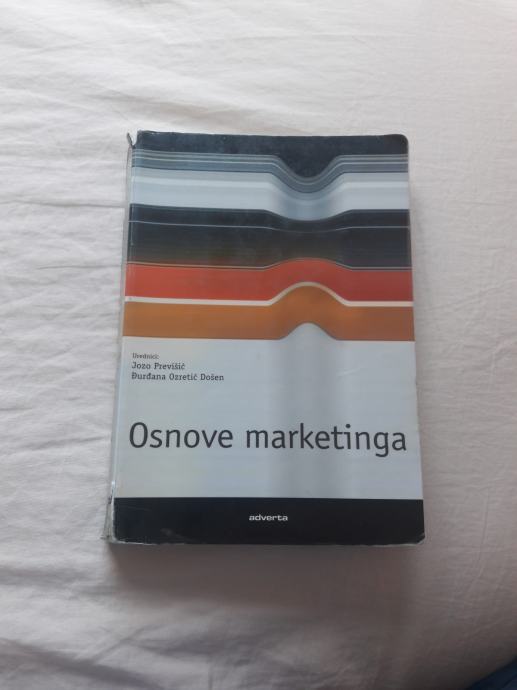 Urednici:
Jozo Previšić
Đurđana Ozretić Došen
Osnove marketinga
adverta